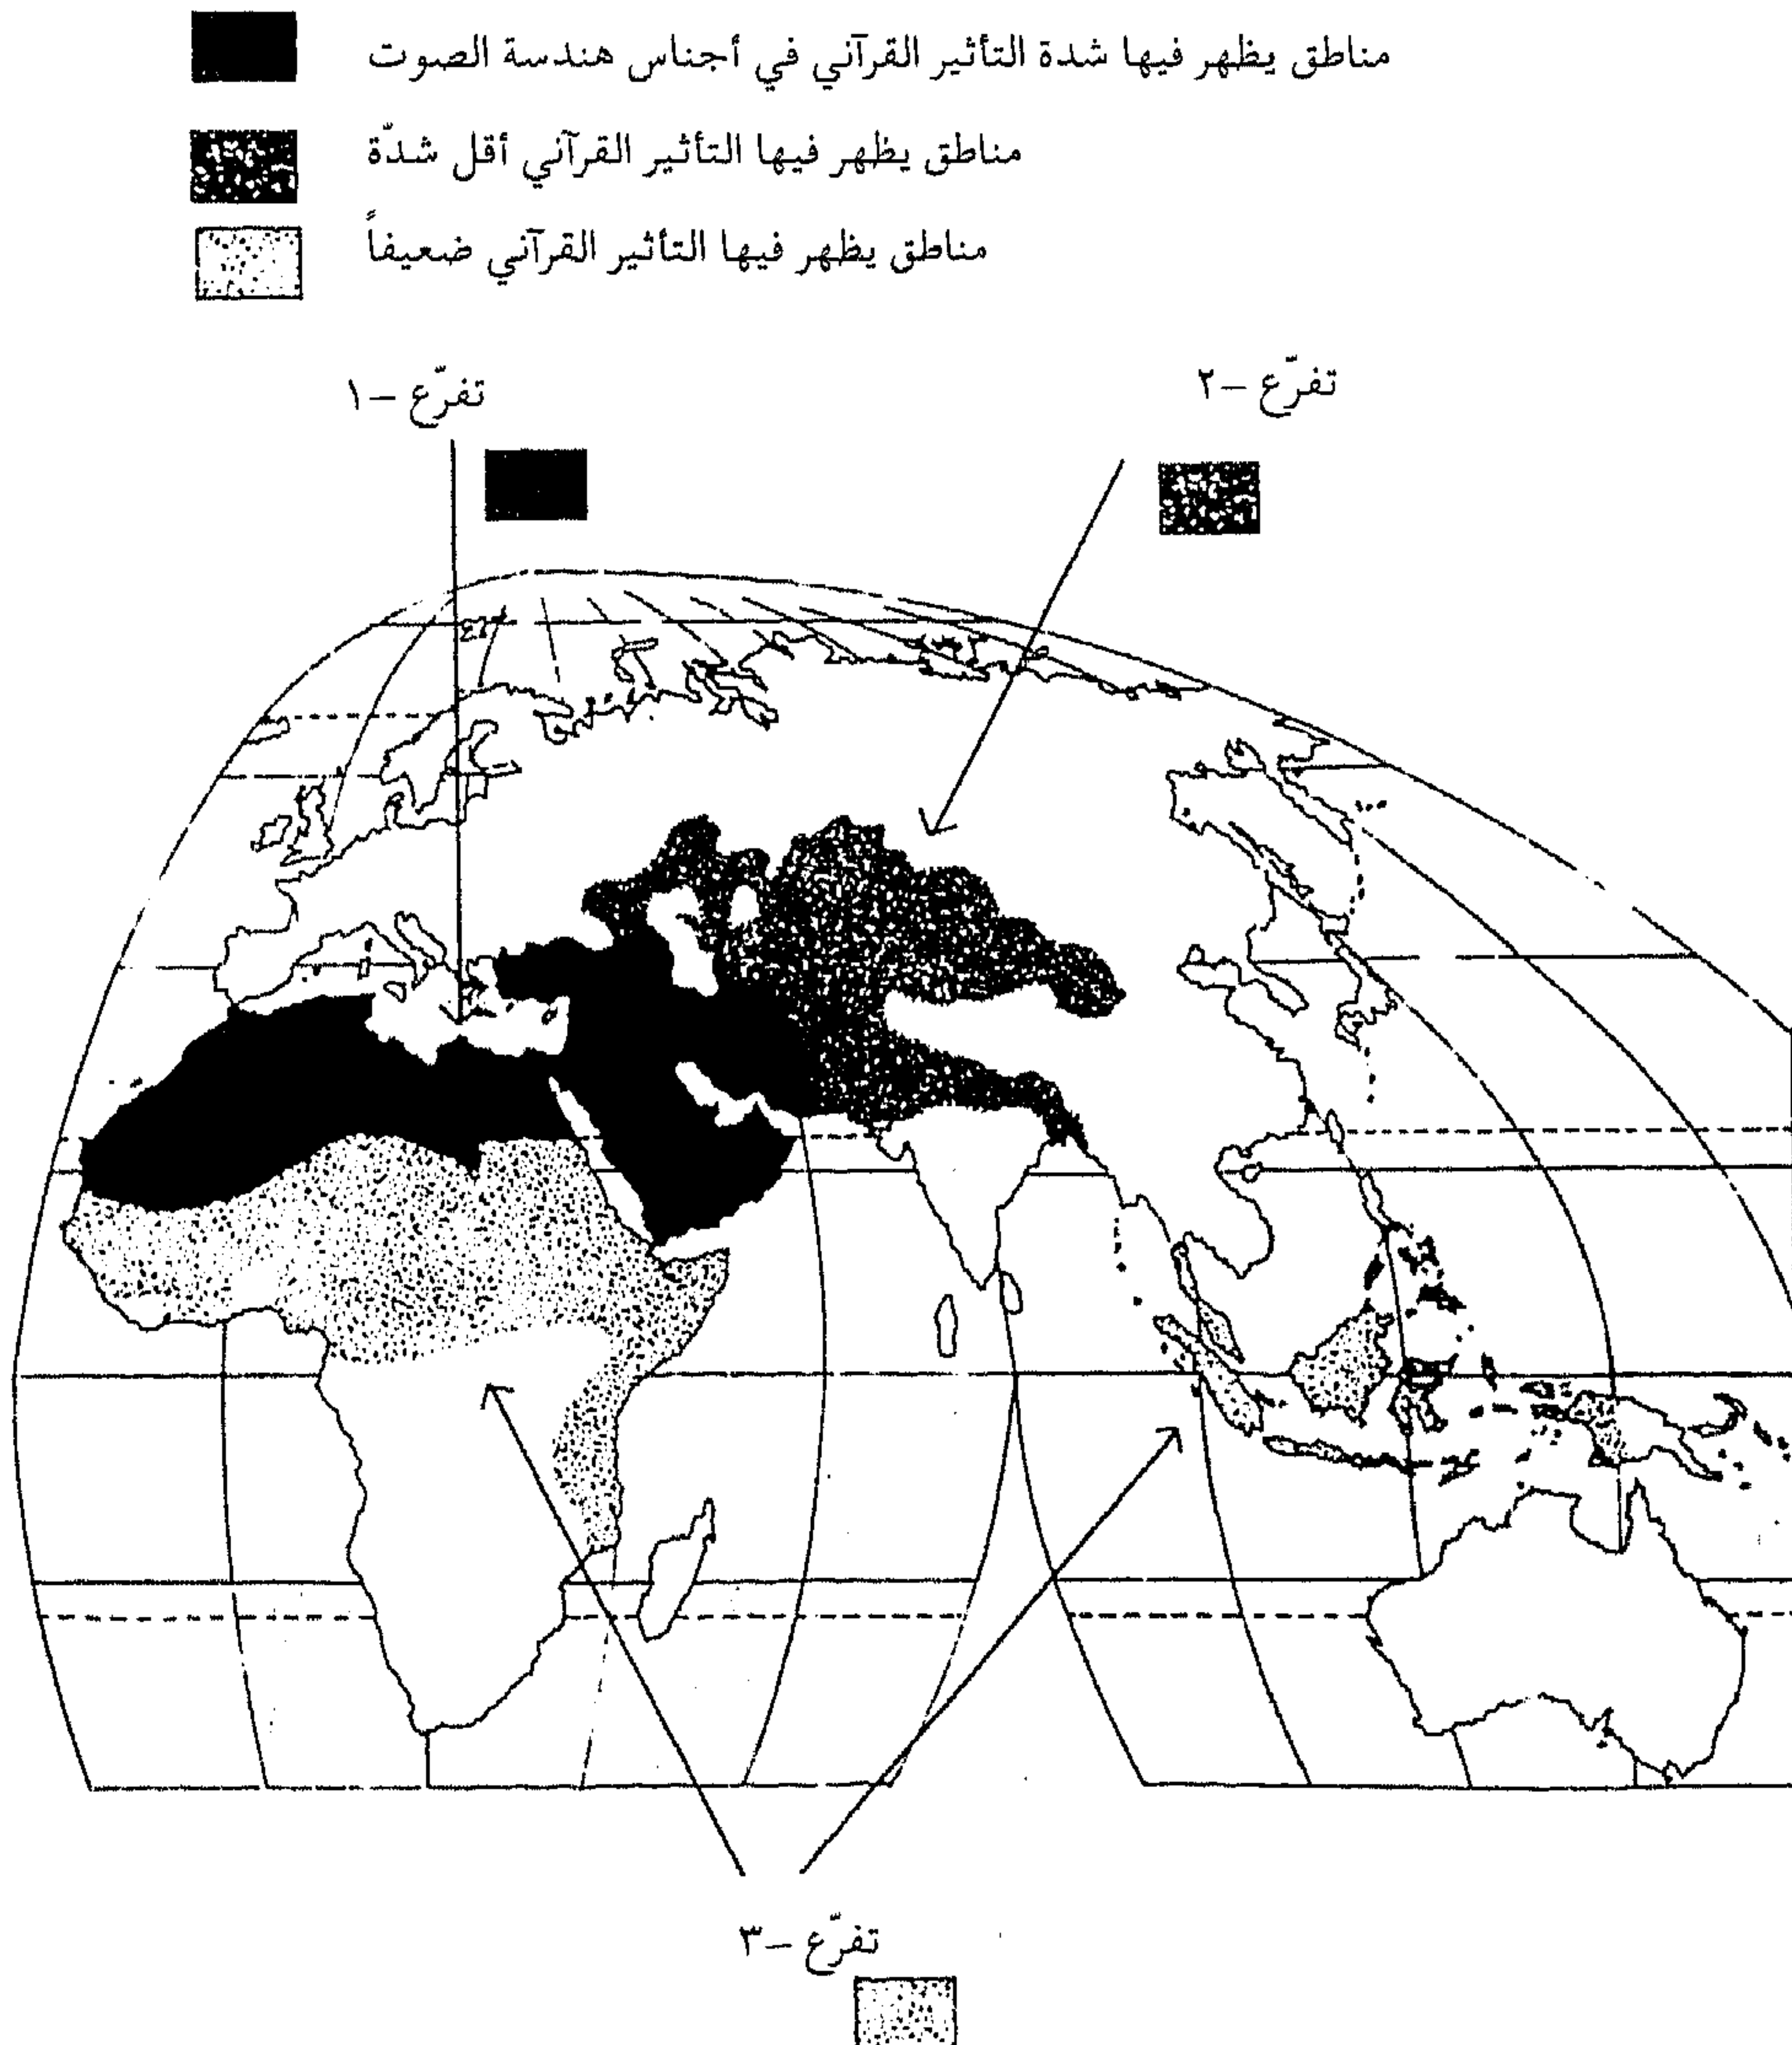 مناطق يظهر فيها شدة التأثير القرآني في أجناس هندسة الصوت
مناطق يظهر فيها التأثير القرآني أقل شدّة
مناطق يظهر فيها التأثير القرآني ضعيفاً
تفرّع –٢
تفرّع –١
تفرّع –٣